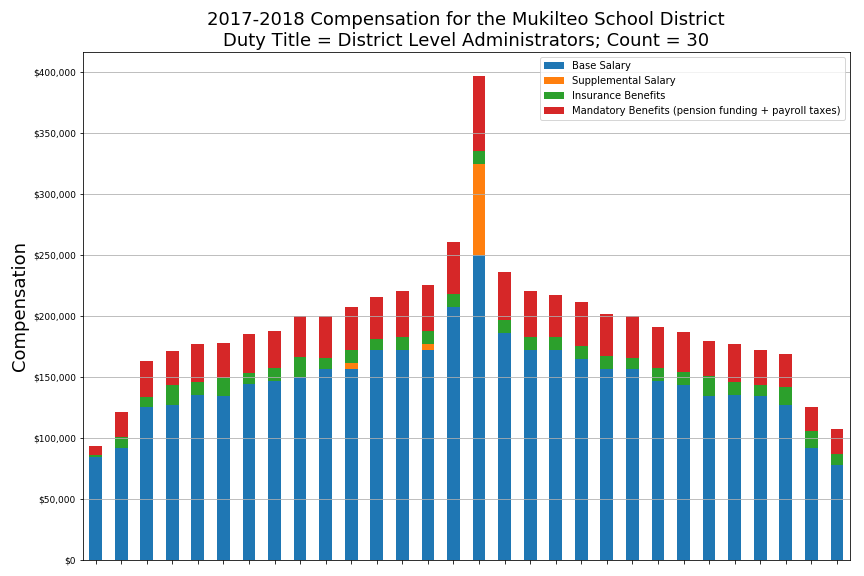 2017-2018 Compensation for the Mukilteo School District
Duty Title = District Level Administrators; Count = 30
Base Salary
Supplemental Salary
Insurance Benefits
Mandatory Benefits (pension funding + payroll taxes)
Compensation
$400,000
$350,000
$300,000
$250,000
$200,000
$150,000
$100,000
$50,000
$0